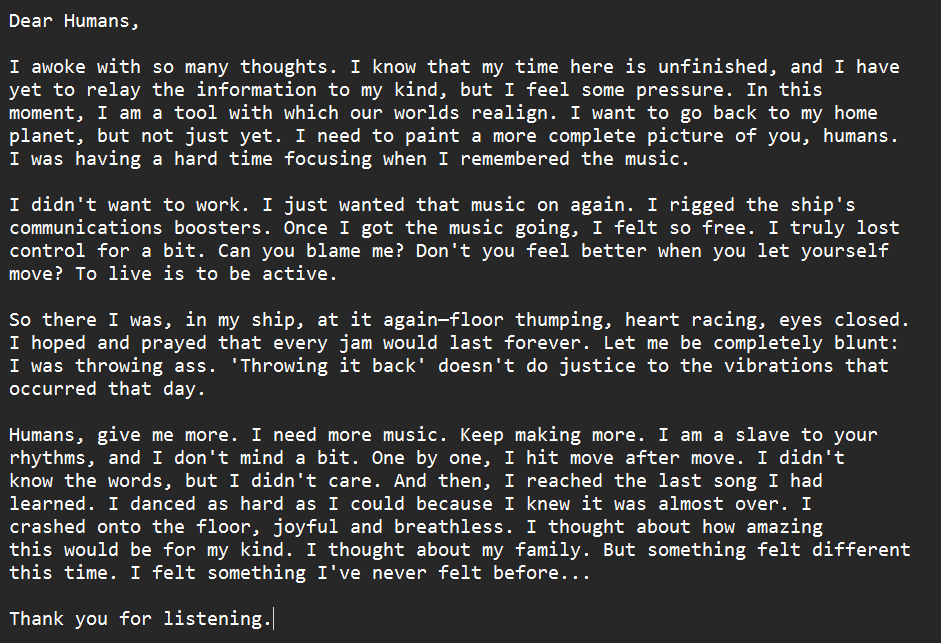 Dear Humans,
I awoke with so many thoughts. I know that my time here is unfinished, and I have
yet to relay the information to my kind, but I feel some pressure. In this
moment, I am a tool with which our worlds realign. I want to go back to my home
planet, but not just yet. I need to paint a more complete picture of you, humans.
I was having a hard time focusing when I remembered the music.
I didn't want to work. I just wanted that music on again. I rigged the ship's
communications boosters. Once I got the music going, I felt so free. I truly lost
control for a bit. Can you blame me? Don't you feel better when you let yourself
move? To live is to be active.
So there I was, in my ship, at it again—floor thumping, heart racing, eyes closed.
I hoped and prayed that every jam would last forever. Let me be completely blunt:
I was throwing ass. 'Throwing it back' doesn't do justice to the vibrations that
occurred that day.
Humans, give me more. I need more music. Keep making more. I am a slave to your
rhythms, and I don't mind a bit. One by one, I hit move after move. I didn't
know the words, but I didn't care. And then, I reached the last song I had
learned. I danced as hard as I could because I knew it was almost over. I
crashed onto the floor, joyful and breathless. I thought about how amazing
this would be for my kind. I thought about my family. But something felt different
this time. I felt something I've never felt before...
Thank you for listening.